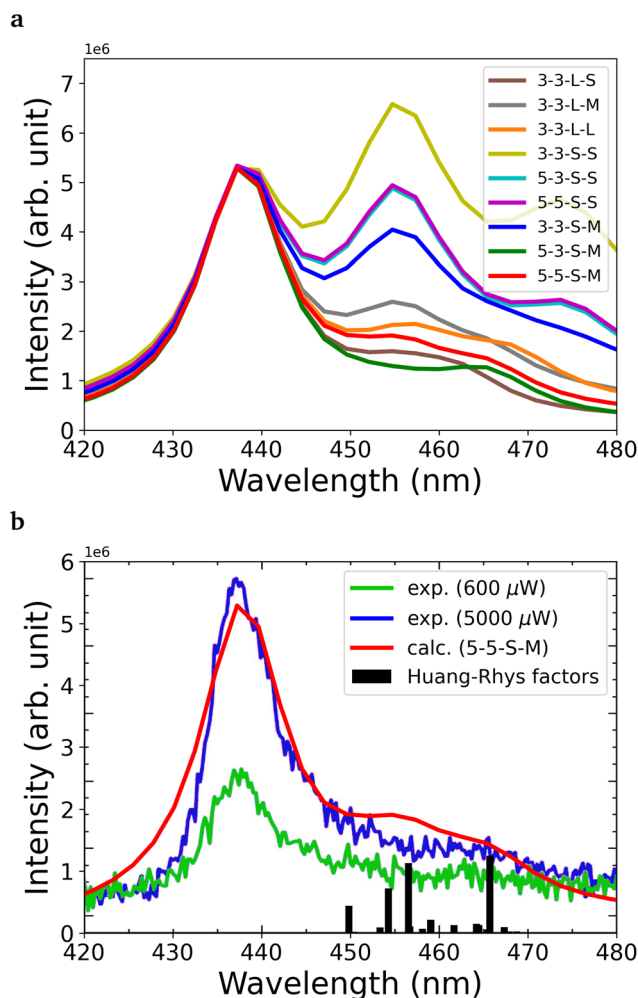 a
1e6
7
6
5
4
3
2
1
0
Intensity (arb. unit)
3-3-L-S
3-3-L-M
3-3-L-L
3-3-S-S
5-3-S-S
5-5-S-S
3-3-S-M
5-3-S-M
5-5-S-M
420 430 440 450 460 470 480
Wavelength (nm)
b
1e6
6
5
4
3
2
1
0
Intensity (arb. unit)
exp. (600 μW)
exp. (5000 μW)
calc. (5-5-S-M)
Huang-Rhys factors
420 430 440 450 460 470 480
Wavelength (nm)